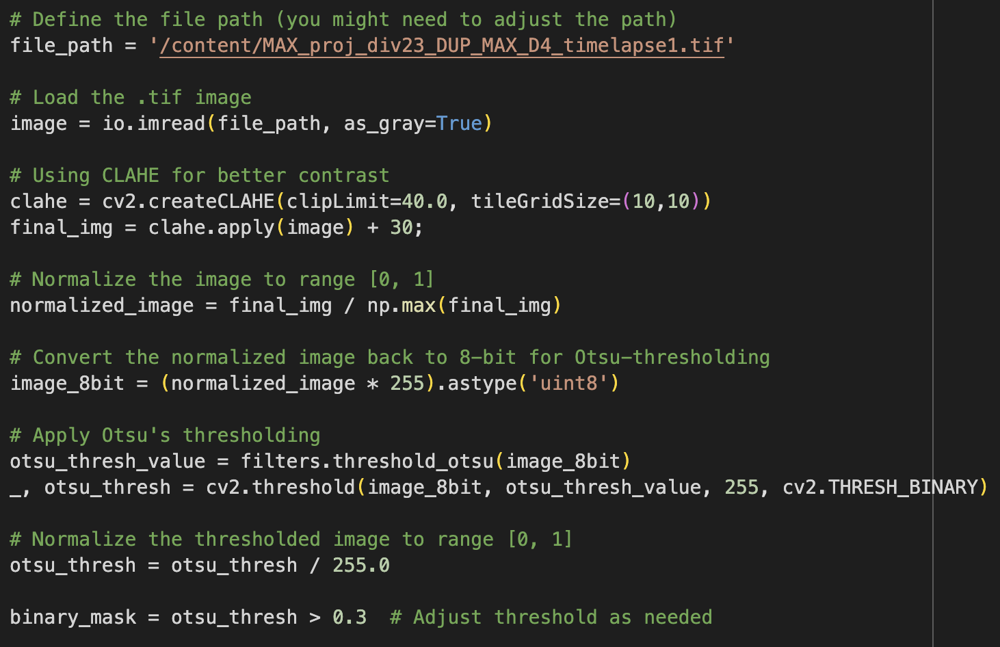 # Define the file path (you might need to adjust the path)
file_path = '/content/MAX_proj_div23_DUP_MAX_D4_timelapse1.tif'
# Load the .tif image
image = io.imread(file_path, as_gray=True)
# Using CLAHE for better contrast
clahe = cv2.createCLAHE(clipLimit=40.0, tileGridSize=(10,10))
final_img = clahe.apply(image) + 30;
# Normalize the image to range [0, 1]
normalized_image = final_img / np.max(final_img)
# Convert the normalized image back to 8-bit for Otsu-thresholding
image_8bit = (normalized_image * 255).astype('uint8')
# Apply Otsu's thresholding
otsu_thresh_value = filters.threshold_otsu(image_8bit)
_, otsu_thresh = cv2.threshold(image_8bit, otsu_thresh_value, 255, cv2.THRESH_BINARY)
# Normalize the thresholded image to range [0, 1]
otsu_thresh = otsu_thresh / 255.0
binary_mask = otsu_thresh > 0.3  # Adjust threshold as needed